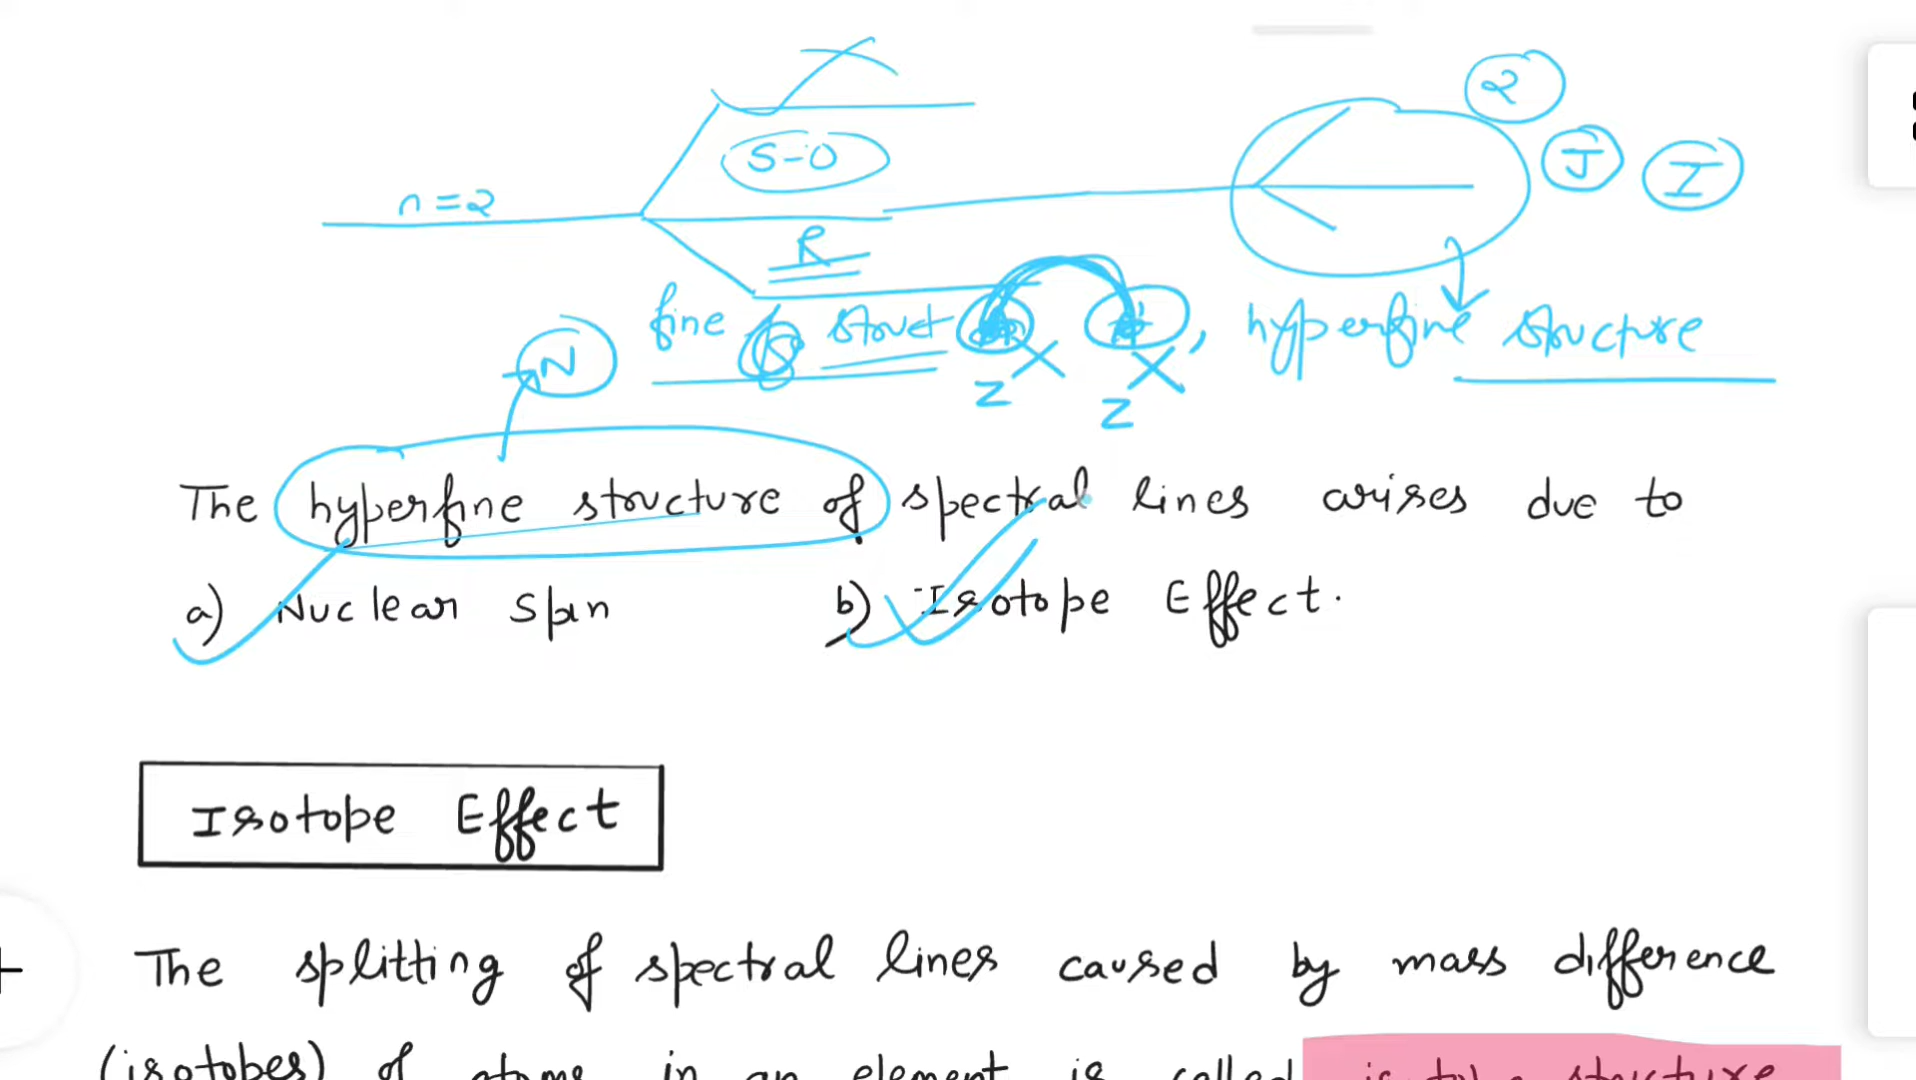 2
S-O
J I
n=2
R
fine struct , hyperfine structure
N
X X
Z Z
The hyperfine structure of spectral lines arises due to
a) Nuclear Spin b) Isotope Effect.
Isotope Effect
The splitting of spectral lines caused by mass difference
(isotopes) of atoms in an element is called